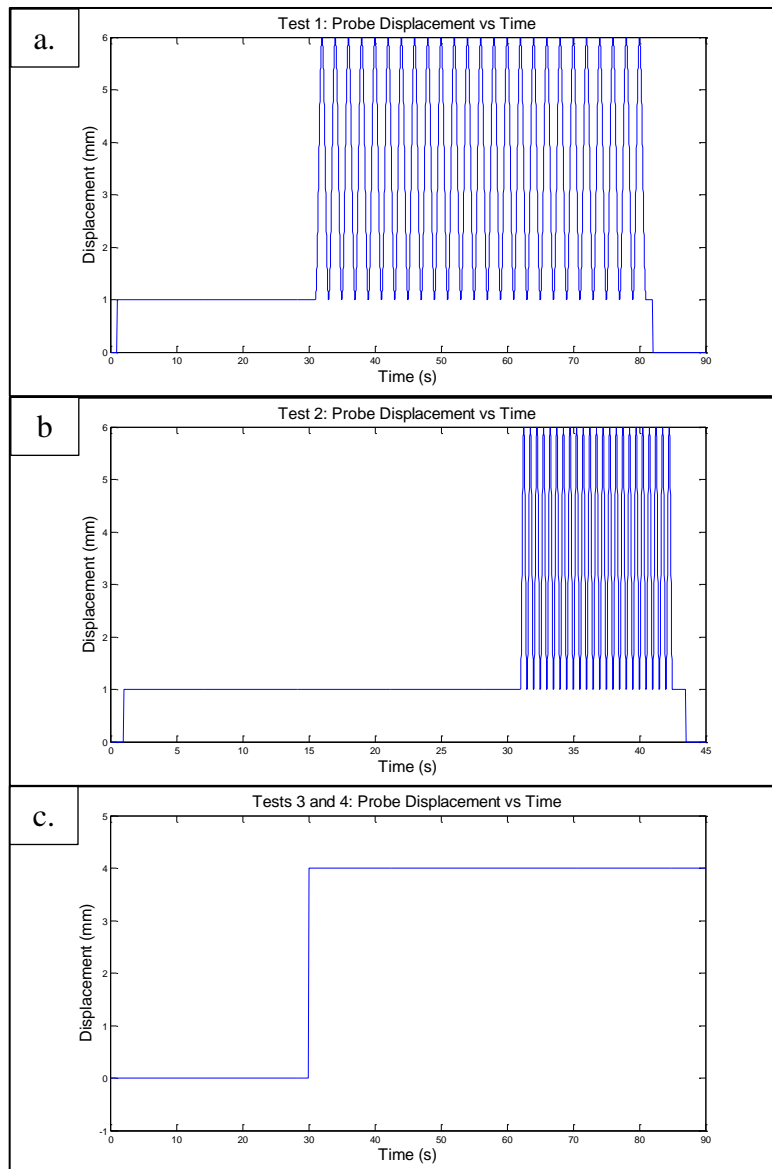 a.
Test 1: Probe Displacement vs Time
Displacement (mm)
6
5
4
3
2
1
0
0 10 20 30 40 50 60 70 80 90
Time (s)
b
Test 2: Probe Displacement vs Time
Displacement (mm)
6
5
4
3
2
1
0
0 5 15 15 20 25 30 35 40 45
Time (s)
c.
Tests 3 and 4: Probe Displacement vs Time
Displacement (mm)
5
4
3
2
1
0
-1
0 10 20 30 40 50 60 70 80 90
Time (s)